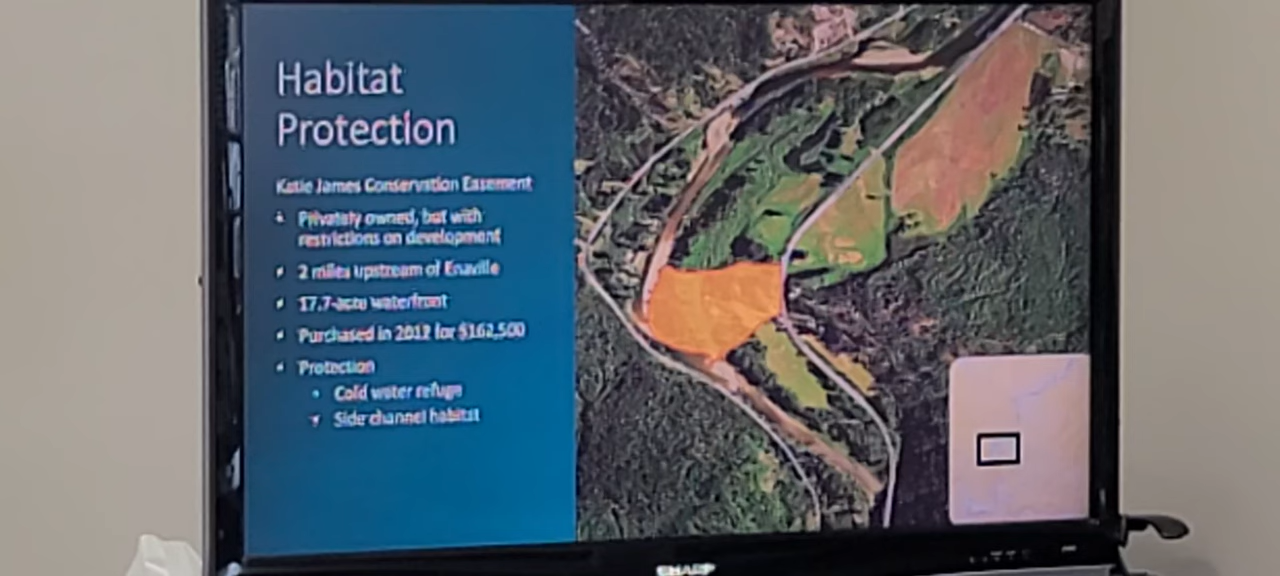 Habitat
Protection
Katie James Conservation Easement
Privately owned, but with
restrictions on development
2 miles upstream of Enaville
17.7-acre waterfront
Purchased in 2012 for $162,500
Protection
Cold water refuge
Side channel habitat
SHARP